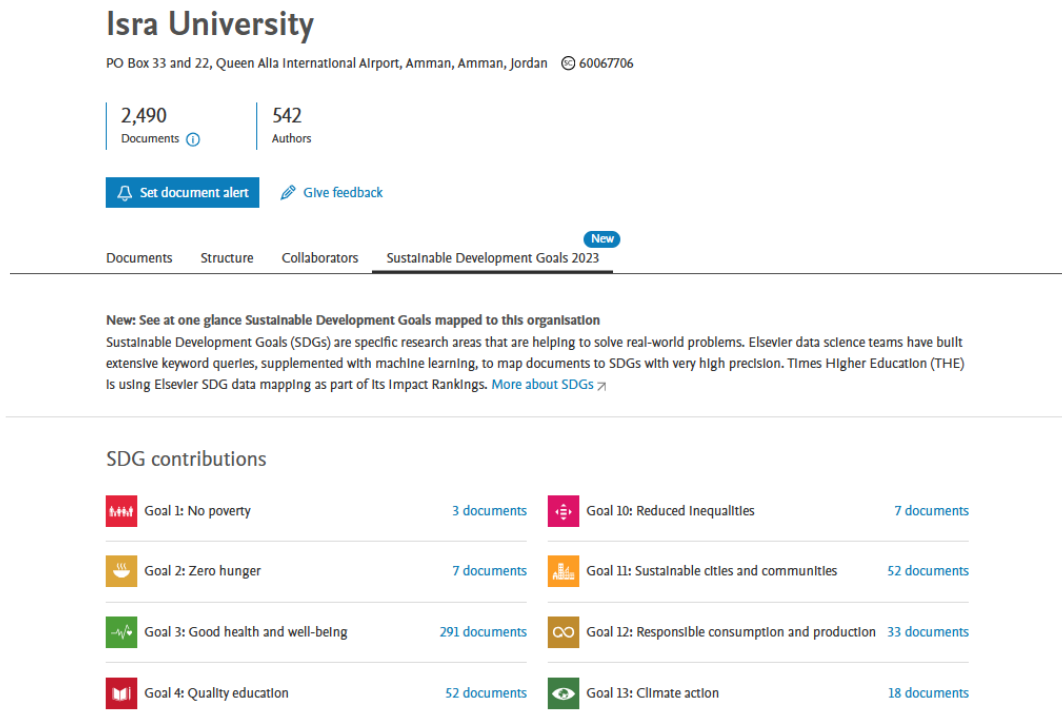 Isra University
PO Box 33 and 22, Queen Alia International Airport, Amman, Amman, Jordan SC 60067706
2,490 542
Documents Authors
Set document alert Give feedback
New
Documents Structure Collaborators Sustainable Development Goals 2023
New: See at one glance Sustainable Development Goals mapped to this organisation
Sustainable Development Goals (SDGs) are specific research areas that are helping to solve real-world problems. Elsevier data science teams have built
extensive keyword queries, supplemented with machine learning, to map documents to SDGs with very high precision. Times Higher Education (THE)
is using Elsevier SDG data mapping as part of its Impact Rankings. More about SDGs
SDG contributions
Goal 1: No poverty 3 documents
Goal 10: Reduced inequalities 7 documents
Goal 2: Zero hunger 7 documents
Goal 11: Sustainable cities and communities 52 documents
Goal 3: Good health and well-being 291 documents
Goal 12: Responsible consumption and production 33 documents
Goal 4: Quality education 52 documents
Goal 13: Climate action 18 documents